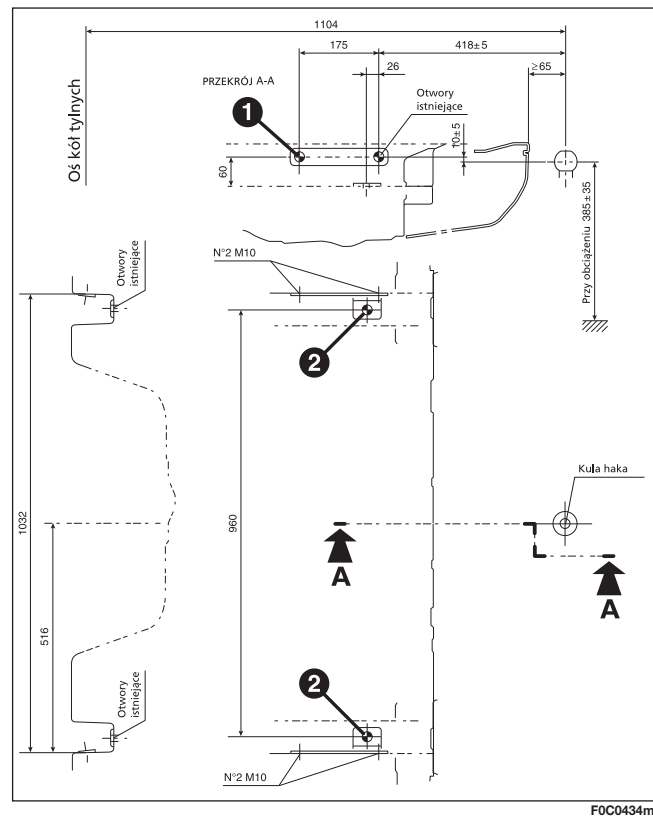 1104
175
418±5
26
≥65
PRZEKRÓJ A-A
Otwory
istniejące
1
10±5
60
Oś kół tylnych
Przy obciążeniu 385±35
N°2 M10
Otwory
istniejące
2
Kula haka
1032
960
A
A
516
Otwory
istniejące
2
N°2 M10
F0C0434m